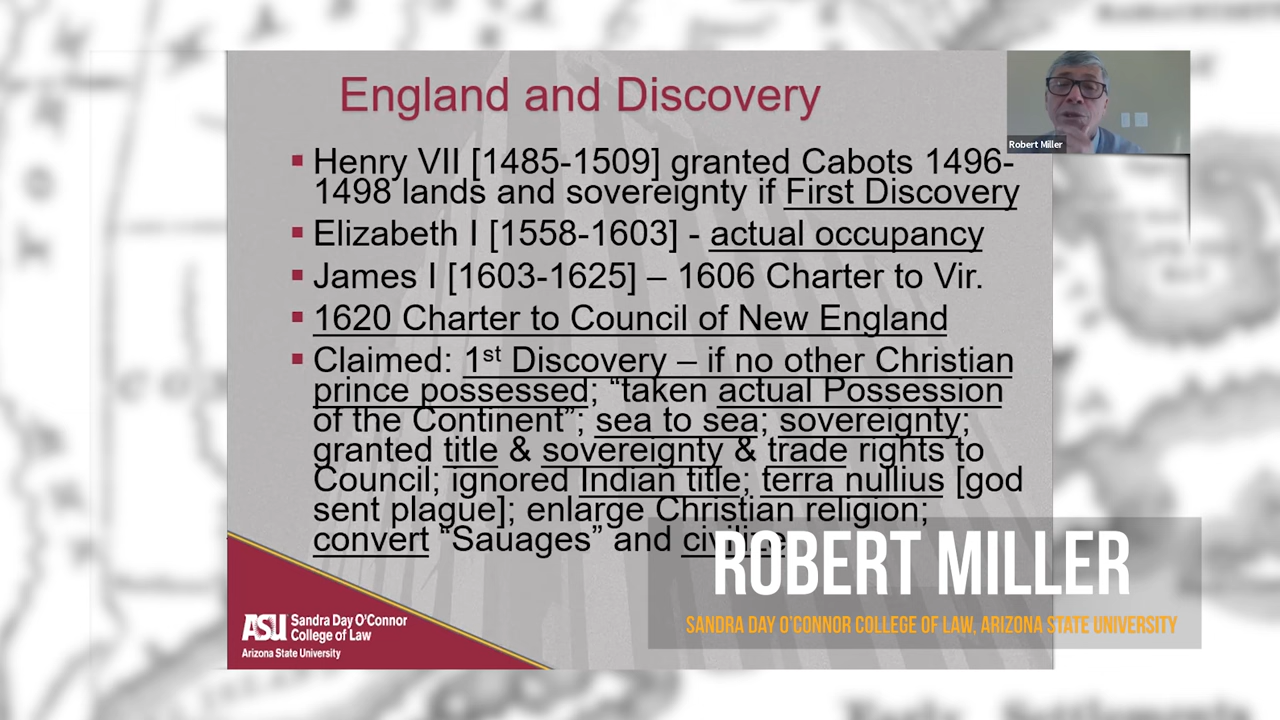 England and Discovery
Robert Miller
▪ Henry VII [1485-1509] granted Cabots 1496-
1498 lands and sovereignty if First Discovery
▪ Elizabeth I [1558-1603] - actual occupancy
▪ James I [1603-1625] – 1606 Charter to Vir.
▪ 1620 Charter to Council of New England
▪ Claimed: 1st Discovery – if no other Christian
prince possessed; “taken actual Possession
of the Continent”; sea to sea; sovereignty;
granted title & sovereignty & trade rights to
Council; ignored Indian title; terra nullius [god
sent plague]; enlarge Christian religion;
convert “Sauages” and
ROBERT MILLER
SANDRA DAY O'CONNOR COLLEGE OF LAW, ARIZONA STATE UNIVERSITY
ASU Sandra Day O’Connor
College of Law
Arizona State University